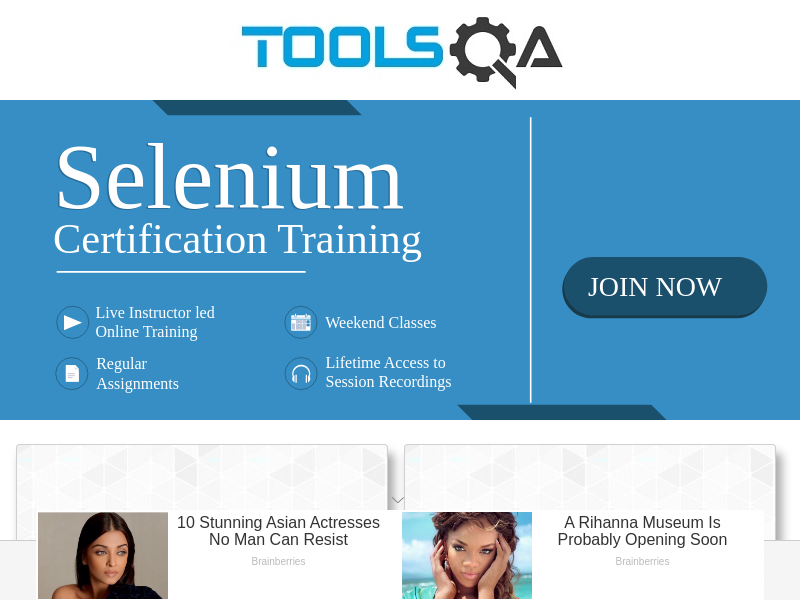 TOOLSQA
Selenium
Certification Training
JOIN NOW
Live Instructor led
Online Training
Weekend Classes
Regular
Assignments
Lifetime Access to
Session Recordings
10 Stunning Asian Actresses
No Man Can Resist
Brainberries
A Rihanna Museum Is
Probably Opening Soon
Brainberries